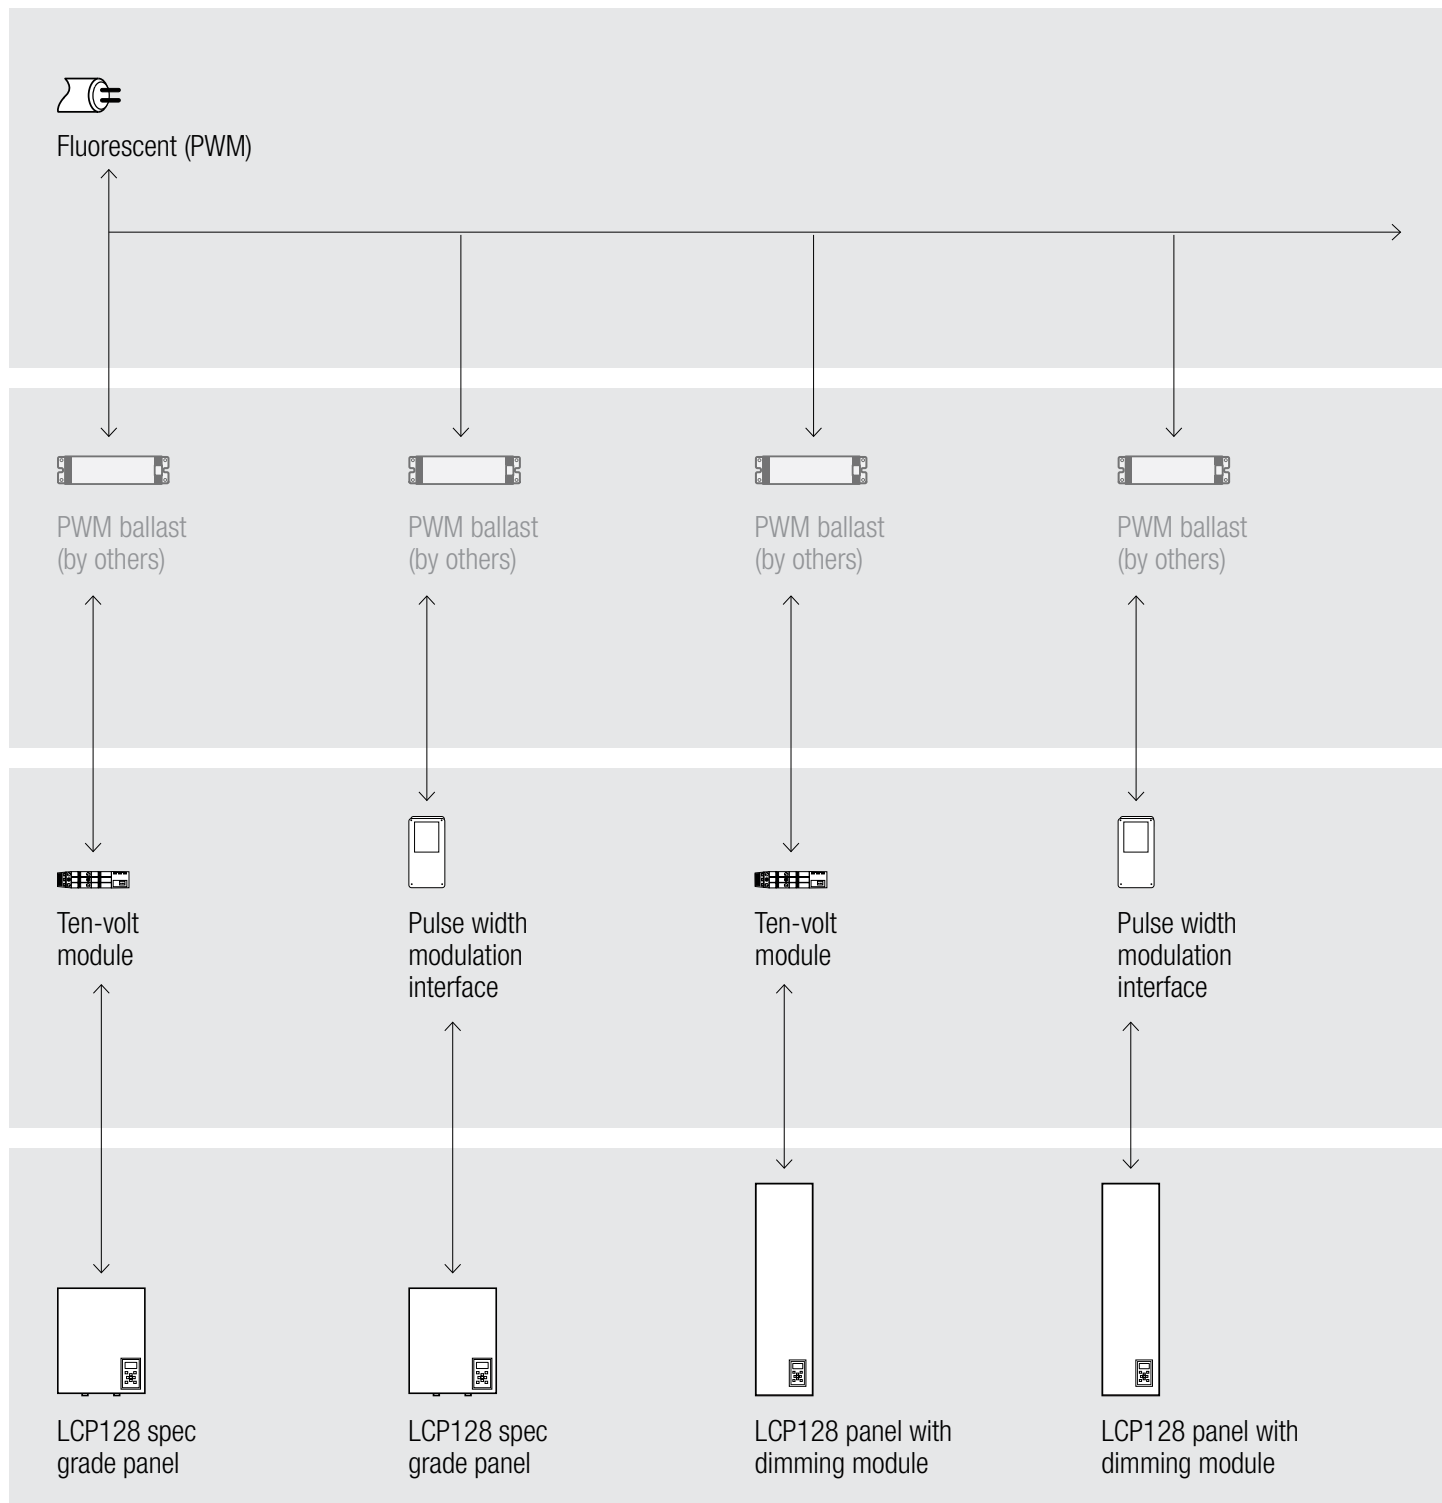 Fluorescent (PWM)
PWM ballast
(by others)
PWM ballast
(by others)
PWM ballast
(by others)
PWM ballast
(by others)
Ten-volt
module
Pulse width
modulation
interface
Ten-volt
module
Pulse width
modulation
interface
LCP128 spec
grade panel
LCP128 spec
grade panel
LCP128 panel with
dimming module
LCP128 panel with
dimming module